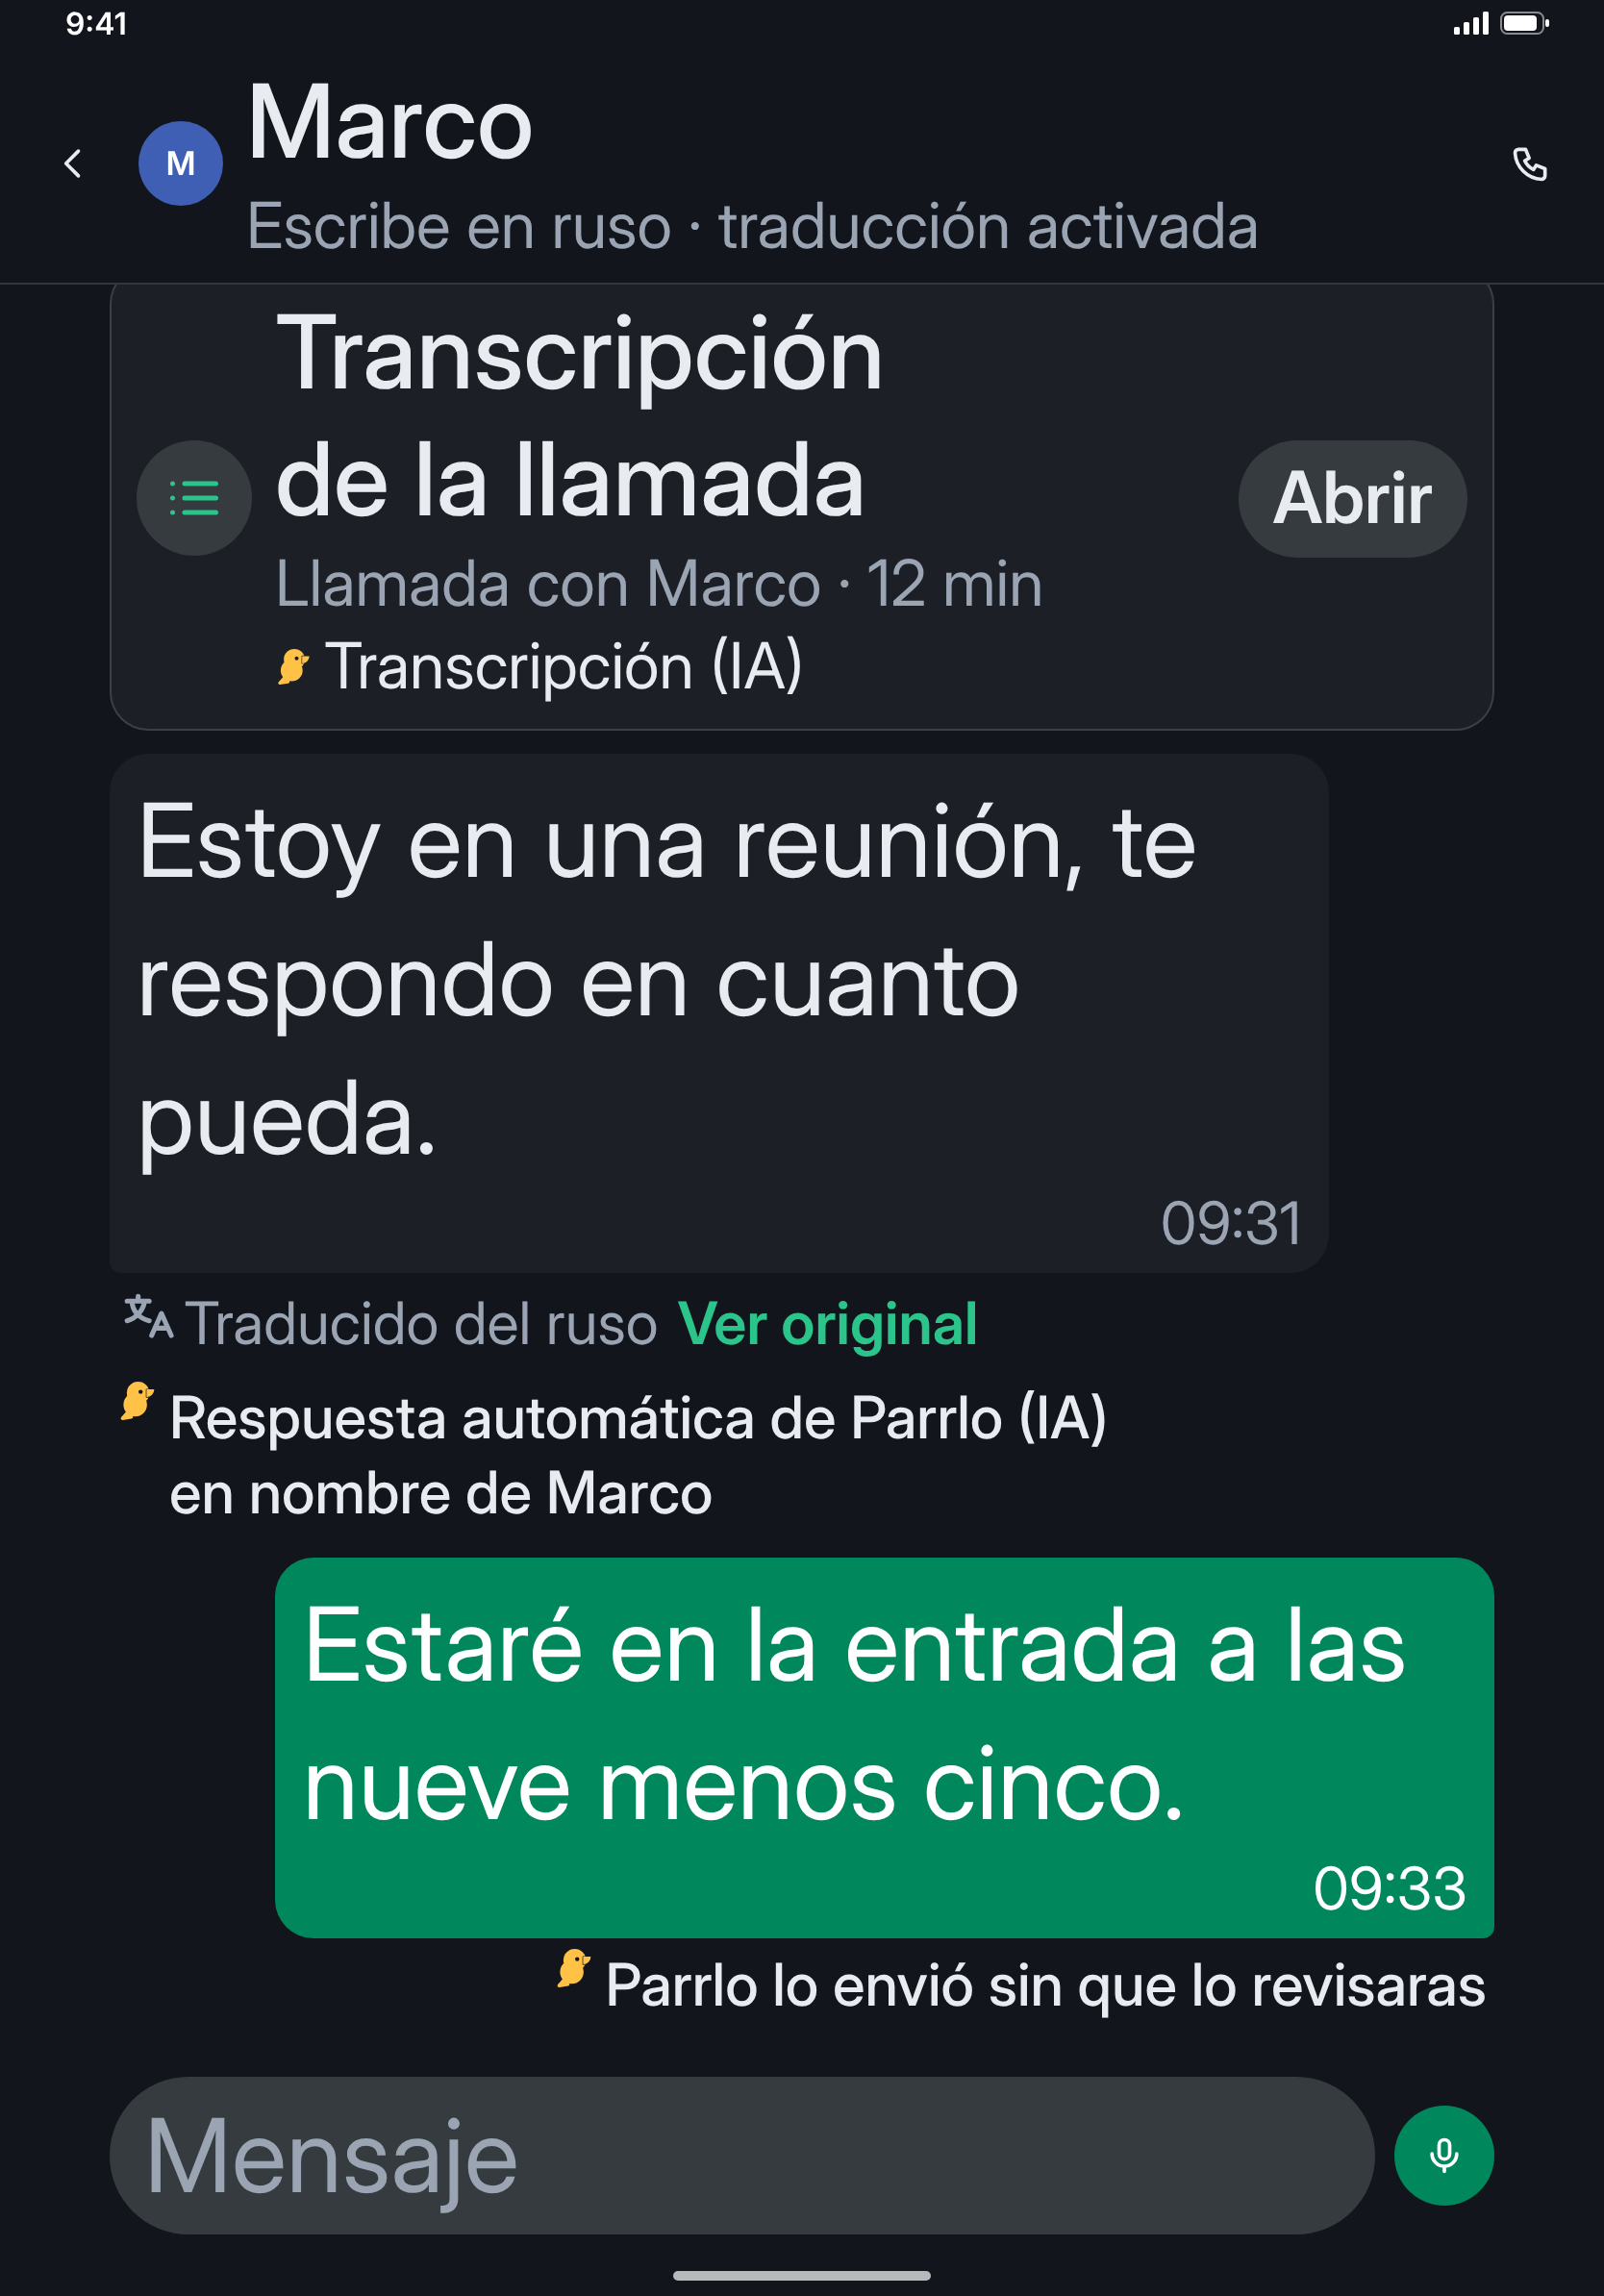 9:41
M
Marco
Escribe en ruso · traducción activada
Transcripción
de la llamada
Llamada con Marco · 12 min
Transcripción (IA)
Abrir
Estoy en una reunión, te
respondo en cuanto
pueda.
09:31
Traducido del ruso Ver original
Respuesta automática de Parrlo (IA)
en nombre de Marco
Estaré en la entrada a las
nueve menos cinco.
09:33
Parrlo lo envió sin que lo revisaras
Mensaje